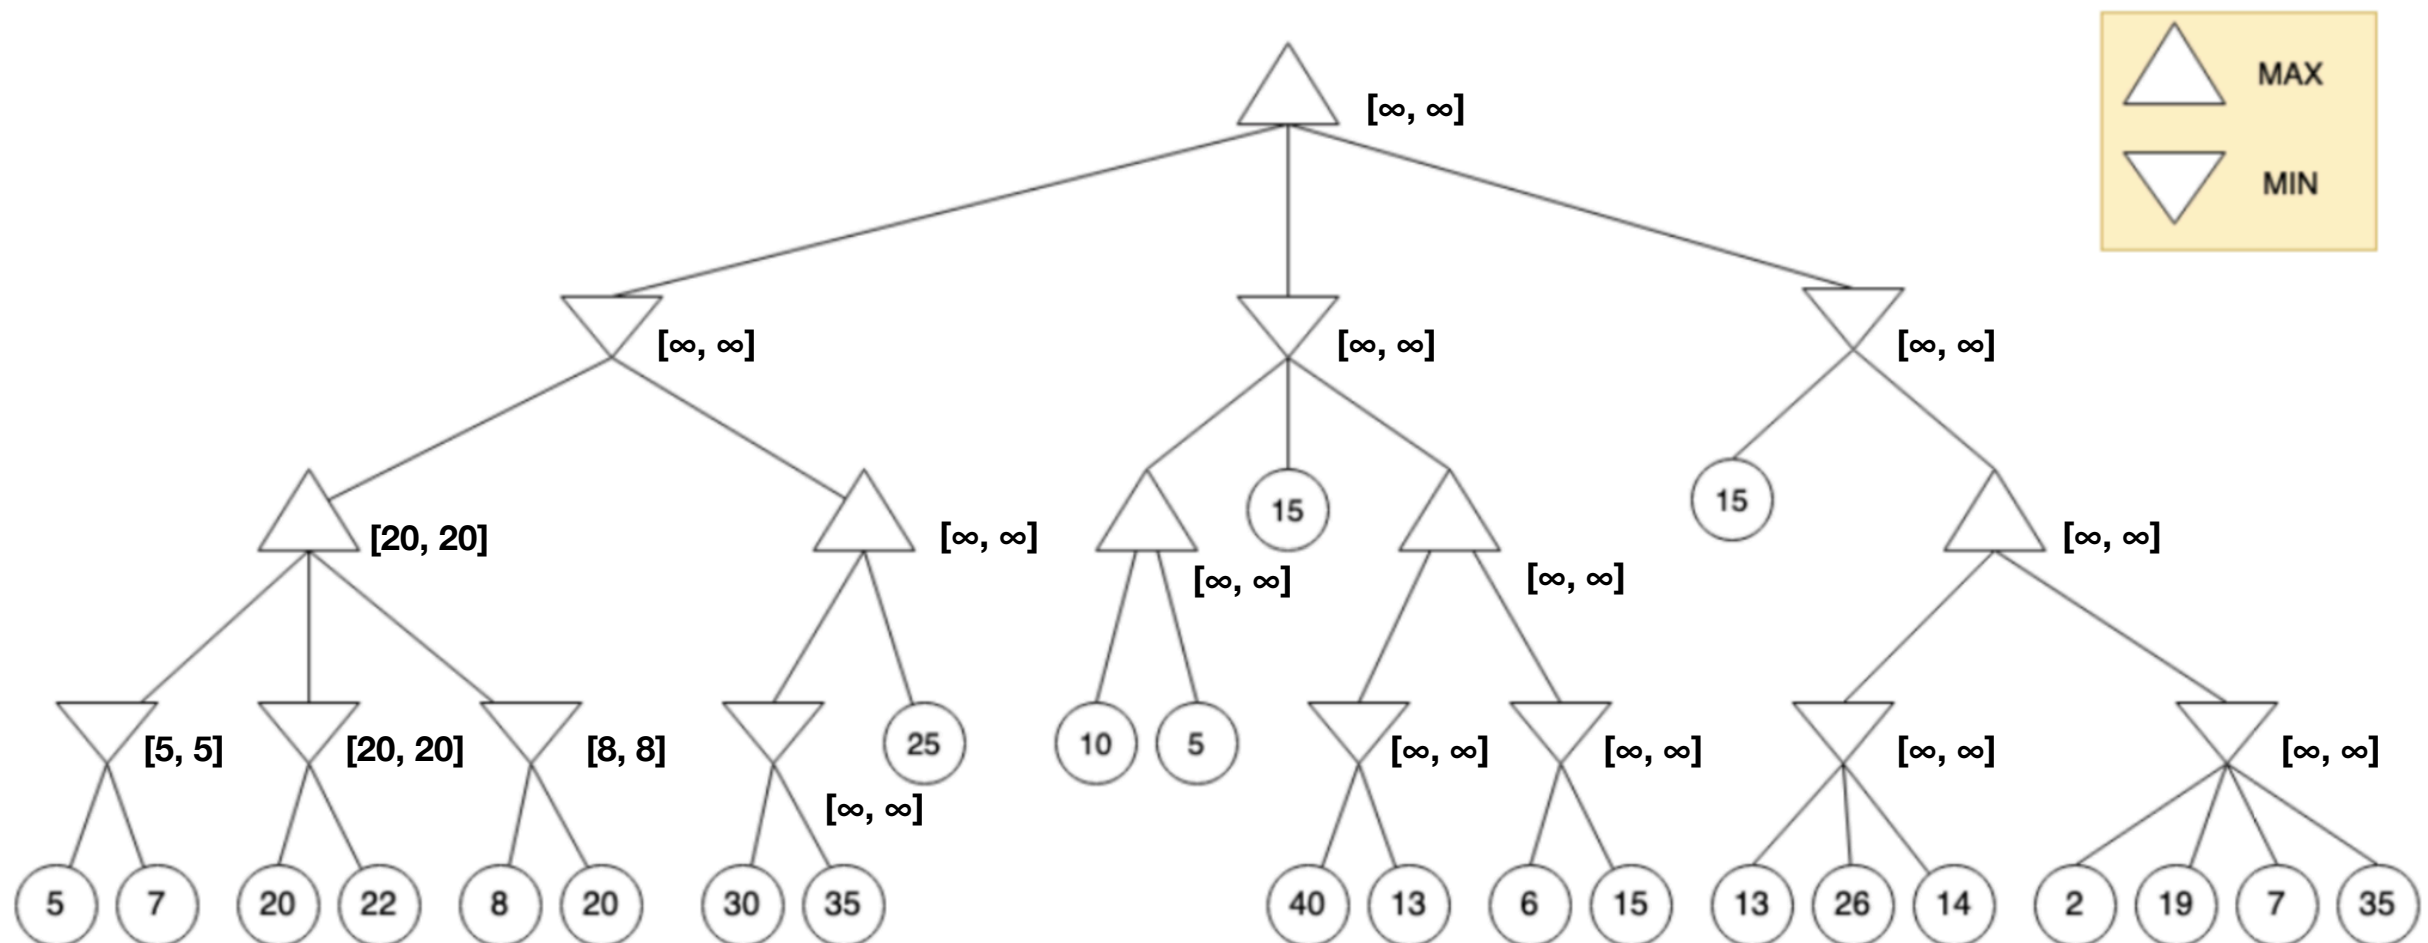 MAX
[∞, ∞]
MIN
[∞, ∞] [∞, ∞] [∞, ∞]
15 15
[20, 20] [∞, ∞] [∞, ∞]
[∞, ∞] [∞, ∞]
25 10 5
[5, 5] [20, 20] [8, 8] [∞, ∞] [∞, ∞] [∞, ∞] [∞, ∞]
[∞, ∞]
5 7 20 22 8 20 30 35 40 13 6 15 13 26 14 2 19 7 35